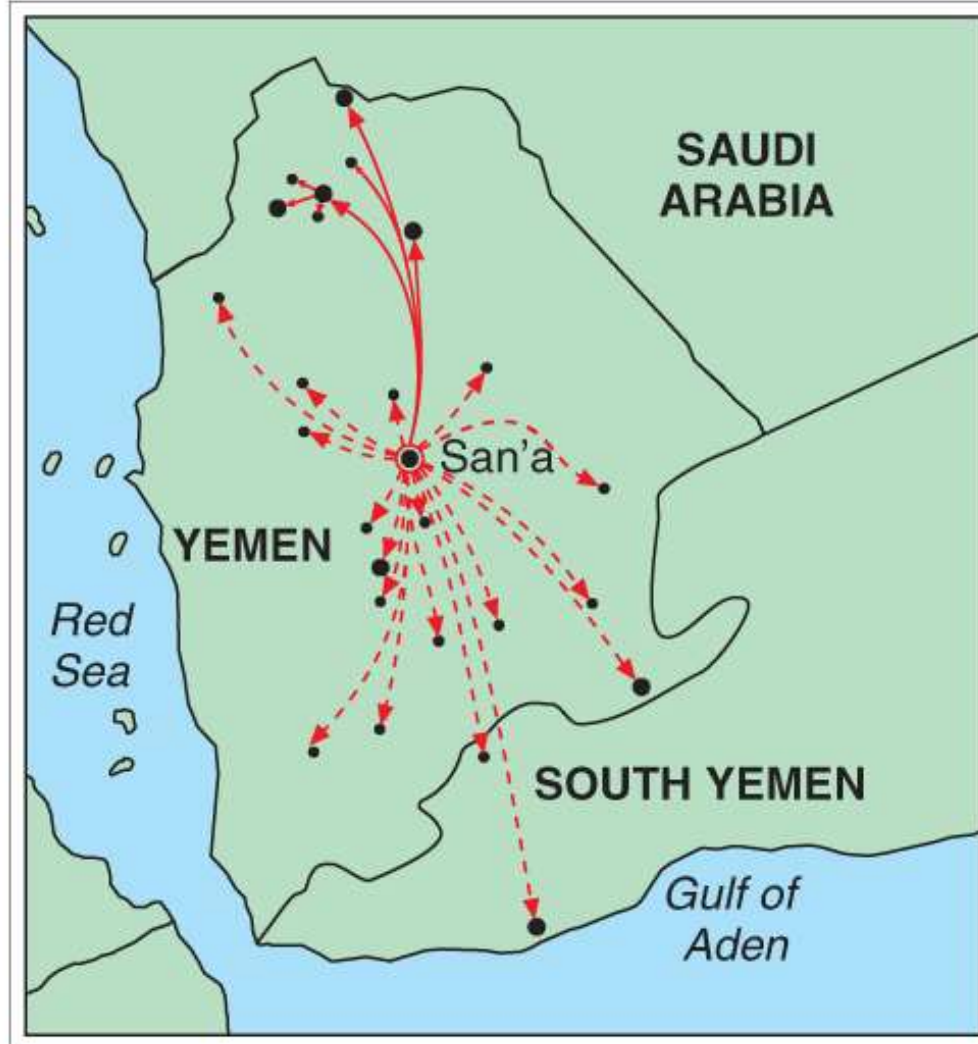 SAUDI
ARABIA
San'a
YEMEN
Red
Sea
SOUTH YEMEN
Gulf of
Aden